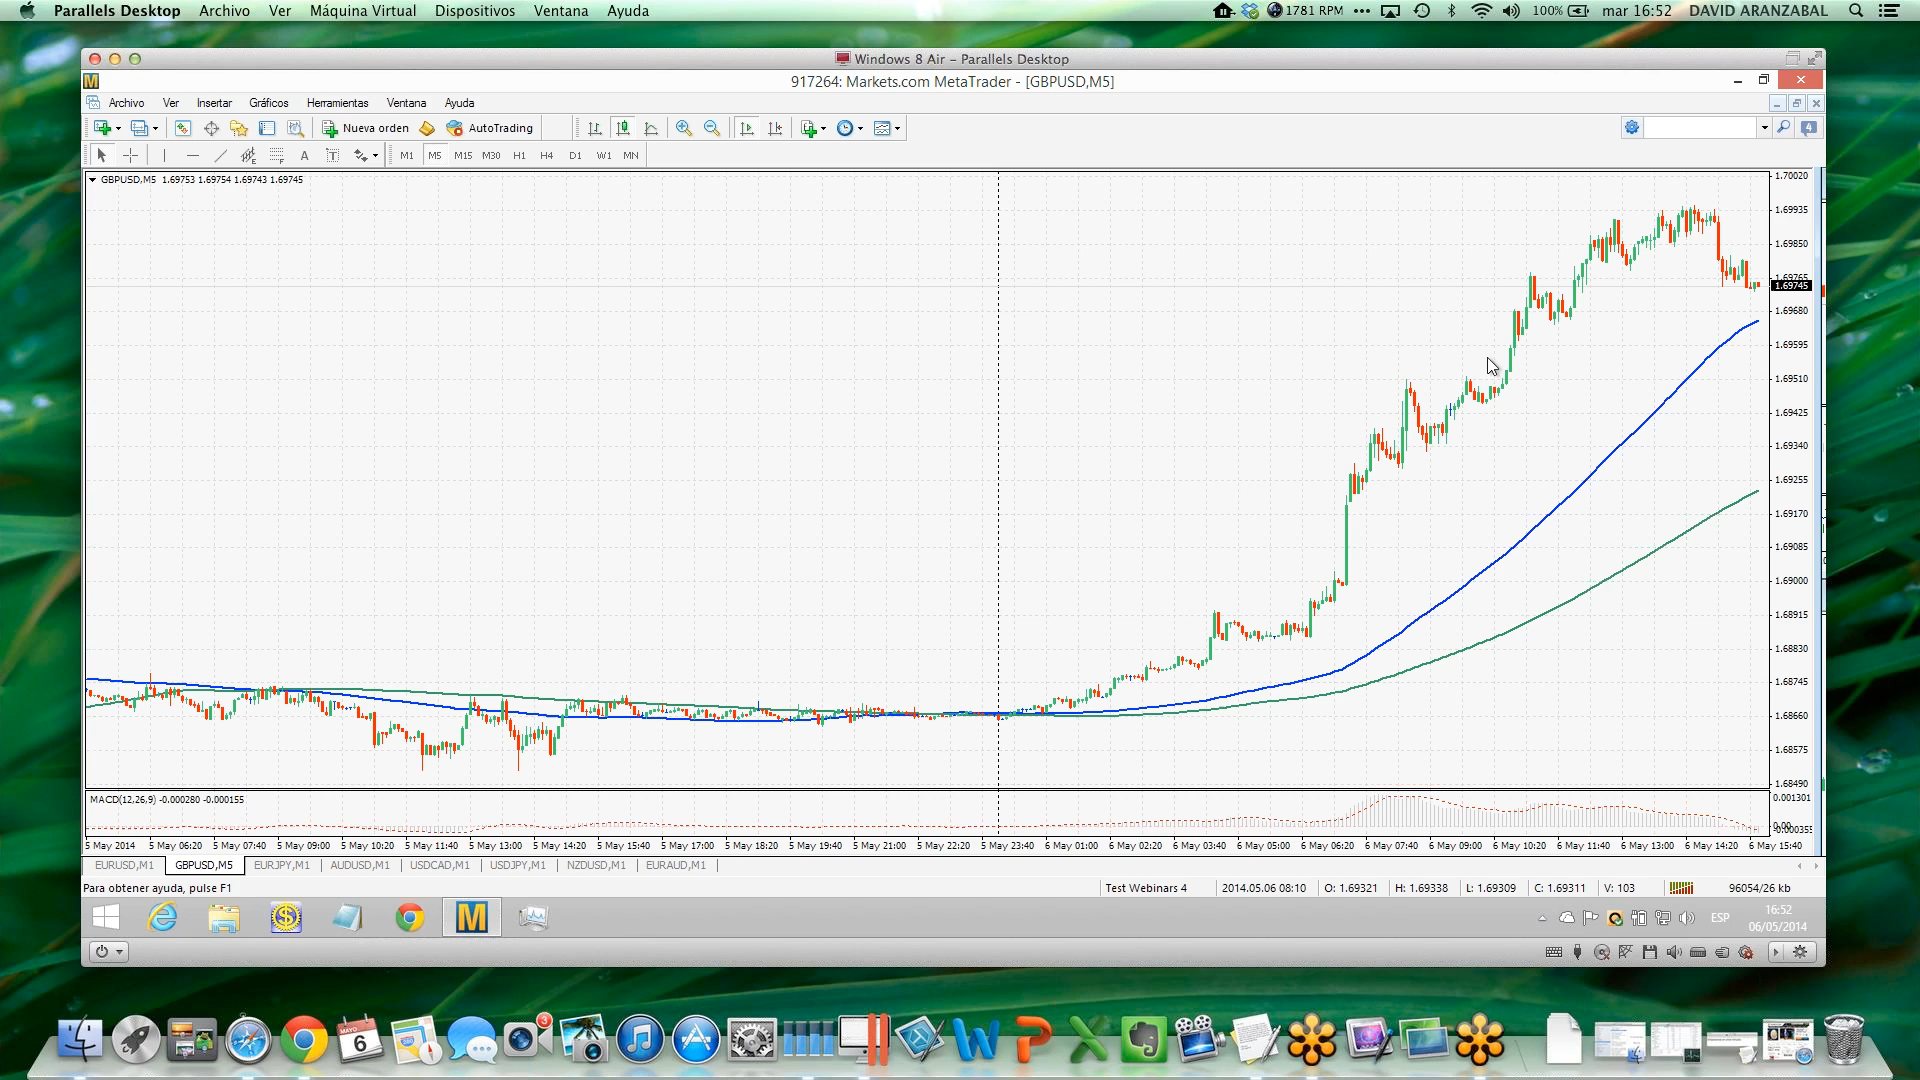 Parallels Desktop Archivo Ver Máquina Virtual Dispositivos Ventana Ayuda 1781 RPM 100% mar 16:52 DAVID ARANZABAL
Windows 8 Air - Parallels Desktop
917264: Markets.com MetaTrader - [GBPUSD,M5]
Archivo Ver Insertar Gráficos Herramientas Ventana Ayuda
Nueva orden AutoTrading 4
A T M1 M5 M15 M30 H1 H4 D1 W1 MN
GBPUSD,M5 1.69753 1.69754 1.69743 1.69745
1.70020
1.69935
1.69850
1.69765
1.69745
1.69680
1.69595
1.69510
1.69425
1.69340
1.69255
1.69170
1.69085
1.69000
1.68915
1.68830
1.68745
1.68660
1.68575
1.68490
MACD(12,26,9) -0.000280 -0.000155
0.001301
0.00
-0.000355
5 May 2014 5 May 06:20 5 May 07:40 5 May 09:00 5 May 10:20 5 May 11:40 5 May 13:00 5 May 14:20 5 May 15:40 5 May 17:00 5 May 18:20 5 May 19:40 5 May 21:00 5 May 22:20 5 May 23:40 6 May 01:00 6 May 02:20 6 May 03:40 6 May 05:00 6 May 06:20 6 May 07:40 6 May 09:00 6 May 10:20 6 May 11:40 6 May 13:00 6 May 14:20 6 May 15:40
EURUSD,M1 GBPUSD,M5 EURJPY,M1 AUDUSD,M1 USDCAD,M1 USDJPY,M1 NZDUSD,M1 EURAUD,M1
Para obtener ayuda, pulse F1 Test Webinars 4 2014.05.06 08:10 O: 1.69321 H: 1.69338 L: 1.69309 C: 1.69311 V: 103 96054/26 kb
ESP 16:52
06/05/2014
MAYO
6
3